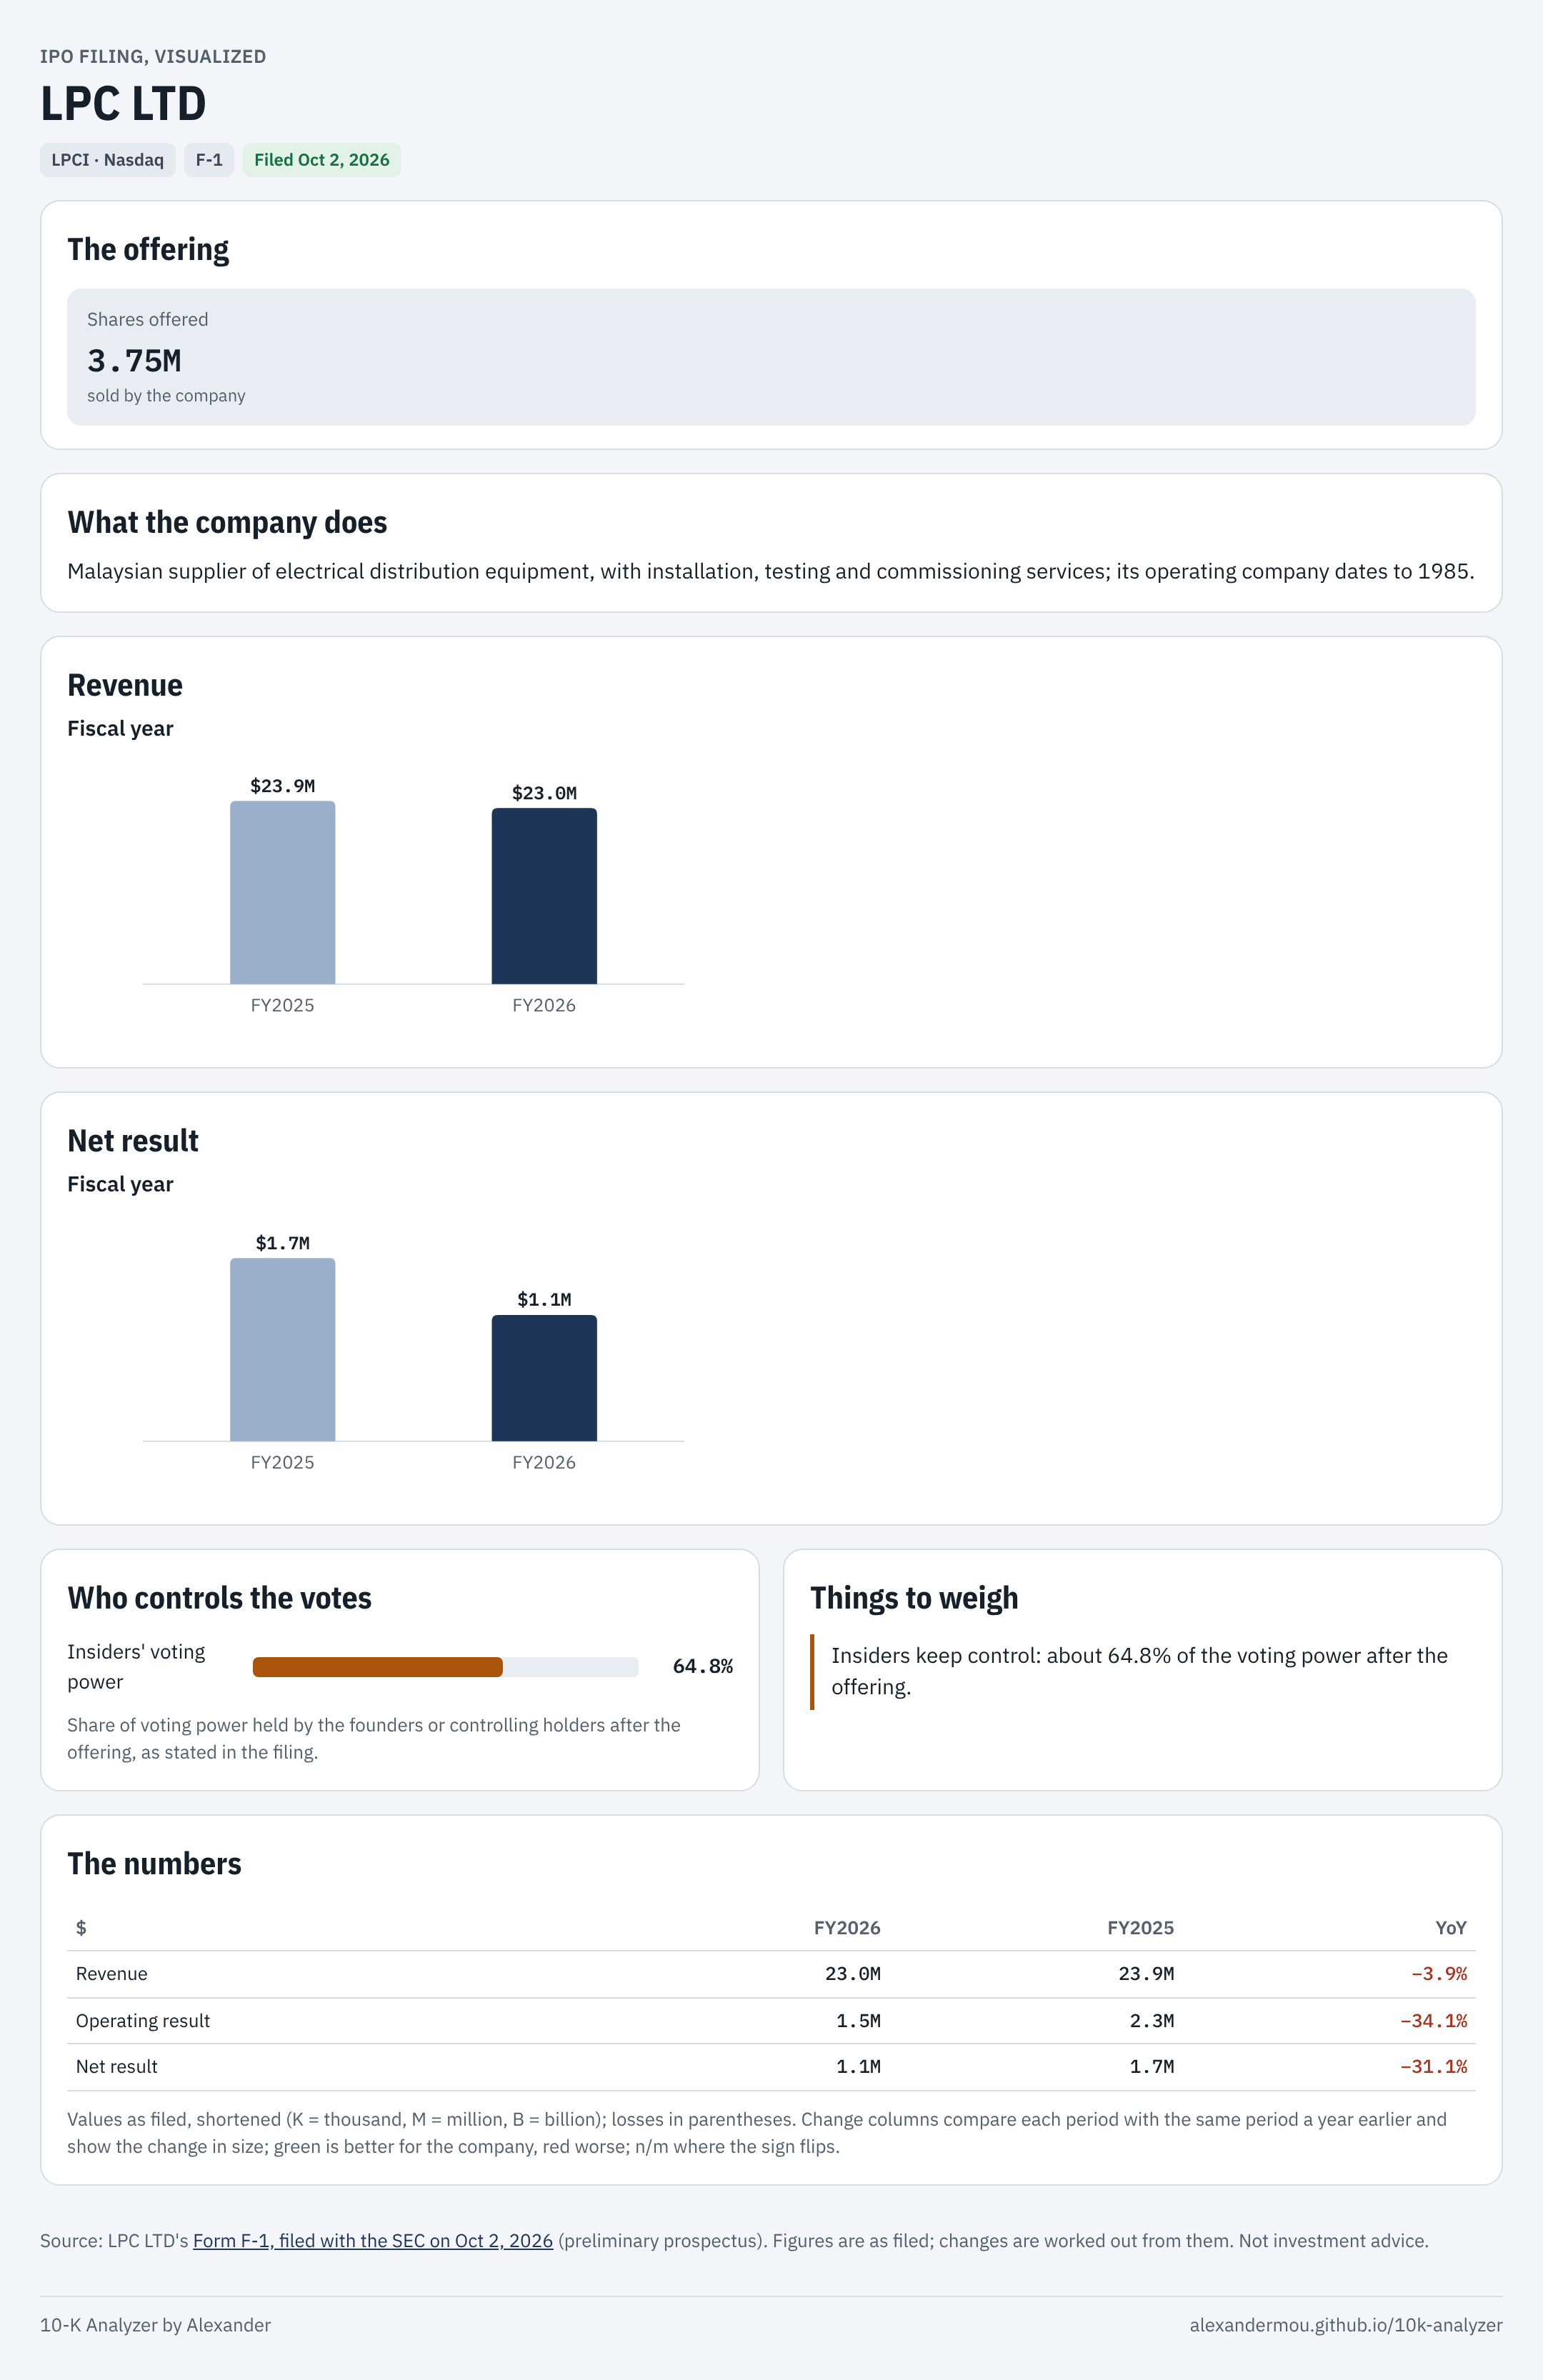 IPO FILING, VISUALIZED
LPC LTD
LPCI · Nasdaq
F-1
Filed Oct 2, 2026
The offering
Shares offered
3.75M
sold by the company
What the company does
Malaysian supplier of electrical distribution equipment, with installation, testing and commissioning services; its operating company dates to 1985.
Revenue
Fiscal year
$23.9M
$23.0M
FY2025
FY2026
Net result
Fiscal year
$1.7M
$1.1M
FY2025
FY2026
Who controls the votes
Insiders' voting
power
64.8%
Share of voting power held by the founders or controlling holders after the
offering, as stated in the filing.
Things to weigh
Insiders keep control: about 64.8% of the voting power after the
offering.
The numbers
$ FY2026 FY2025 YoY
Revenue 23.0M 23.9M −3.9%
Operating result 1.5M 2.3M −34.1%
Net result 1.1M 1.7M −31.1%
Values as filed, shortened (K = thousand, M = million, B = billion); losses in parentheses. Change columns compare each period with the same period a year earlier and
show the change in size; green is better for the company, red worse; n/m where the sign flips.
Source: LPC LTD's Form F-1, filed with the SEC on Oct 2, 2026 (preliminary prospectus). Figures are as filed; changes are worked out from them. Not investment advice.
10-K Analyzer by Alexander
alexandermou.github.io/10k-analyzer